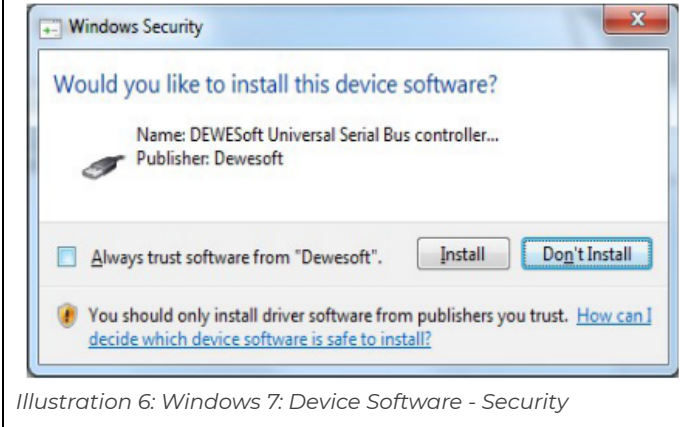 Windows Security
Would you like to install this device software?
Name: DEWESoft Universal Serial Bus controller...
Publisher: Dewesoft
Always trust software from "Dewesoft".
Install
Don't Install
You should only install driver software from publishers you trust. How can I
decide which device software is safe to install?
Illustration 6: Windows 7: Device Software - Security